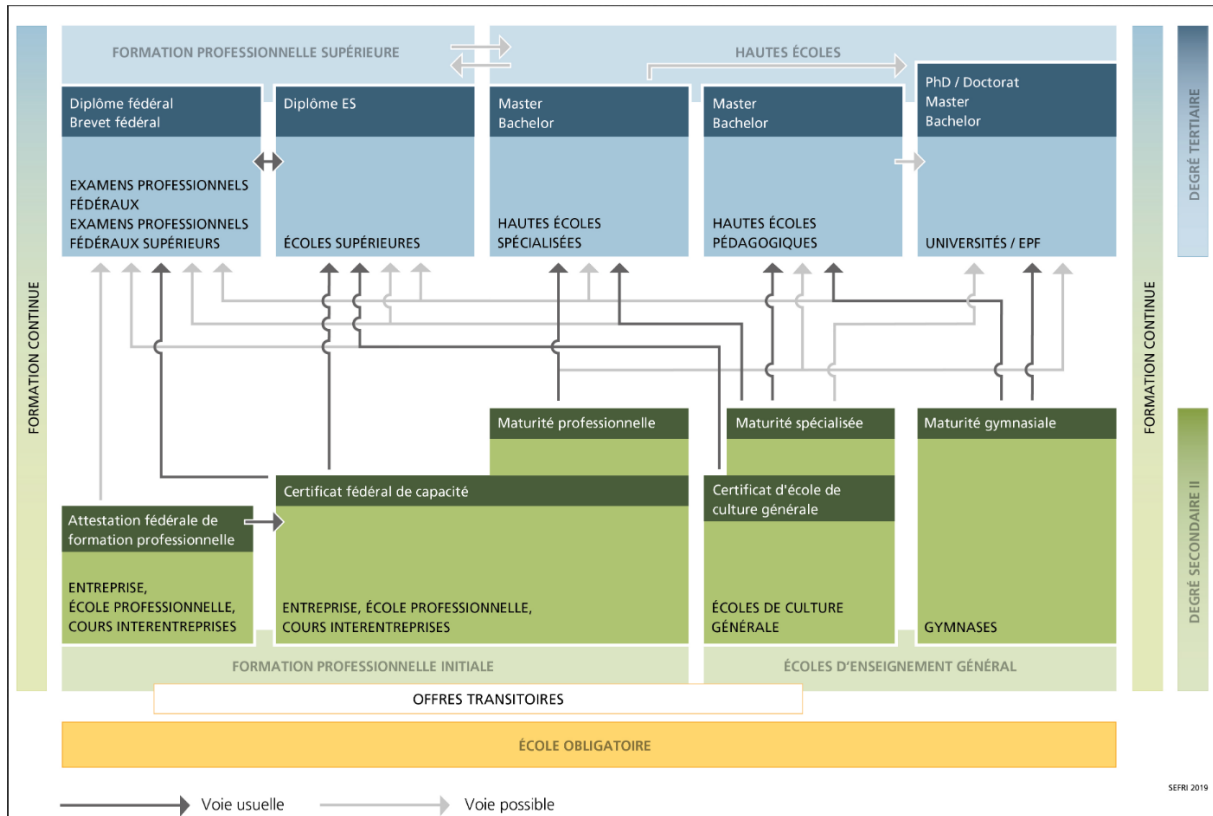 FORMATION PROFESSIONNELLE SUPÉRIEURE
HAUTES ÉCOLES
Diplôme fédéral
Brevet fédéral
Diplôme ES
Master
Bachelor
Master
Bachelor
PhD / Doctorat
Master
Bachelor
EXAMENS PROFESSIONNELS
FÉDÉRAUX
EXAMENS PROFESSIONNELS
FÉDÉRAUX SUPÉRIEURS
ÉCOLES SUPÉRIEURES
HAUTES ÉCOLES
SPÉCIALISÉES
HAUTES ÉCOLES
PÉDAGOGIQUES
UNIVERSITÉS / EPF
FORMATION CONTINUE
FORMATION CONTINUE
DEGRÉ TERTIAIRE
DEGRÉ SECONDAIRE II
Maturité professionnelle
Maturité spécialisée
Maturité gymnasiale
Certificat fédéral de capacité
Certificat d'école de
culture générale
Attestation fédérale de
formation professionnelle
ENTREPRISE,
ÉCOLE PROFESSIONNELLE,
COURS INTERENTREPRISES
ENTREPRISE, ÉCOLE PROFESSIONNELLE,
COURS INTERENTREPRISES
ÉCOLES DE CULTURE
GÉNÉRALE
GYMNASES
FORMATION PROFESSIONNELLE INITIALE
ÉCOLES D'ENSEIGNEMENT GÉNÉRAL
OFFRES TRANSITOIRES
ÉCOLE OBLIGATOIRE
SEFRI 2019
Voie usuelle
Voie possible